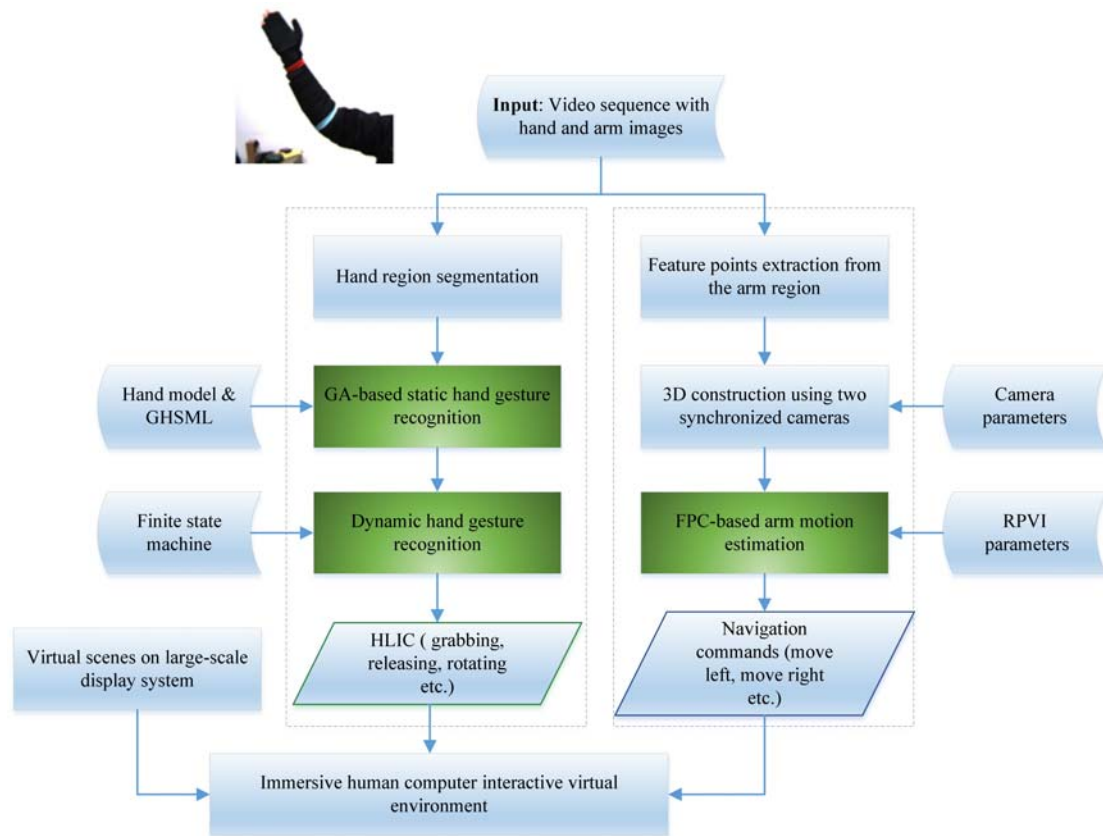 Input: Video sequence with
hand and arm images
Hand region segmentation
Feature points extraction from
the arm region
Hand model &
GHSML
GA-based static hand gesture
recognition
3D construction using two
synchronized cameras
Camera
parameters
Finite state
machine
Dynamic hand gesture
recognition
FPC-based arm motion
estimation
RPVI
parameters
Virtual scenes on large-scale
display system
HLIC ( grabbing,
releasing, rotating
etc.)
Navigation
commands (move
left, move right
etc.)
Immersive human computer interactive virtual
environment